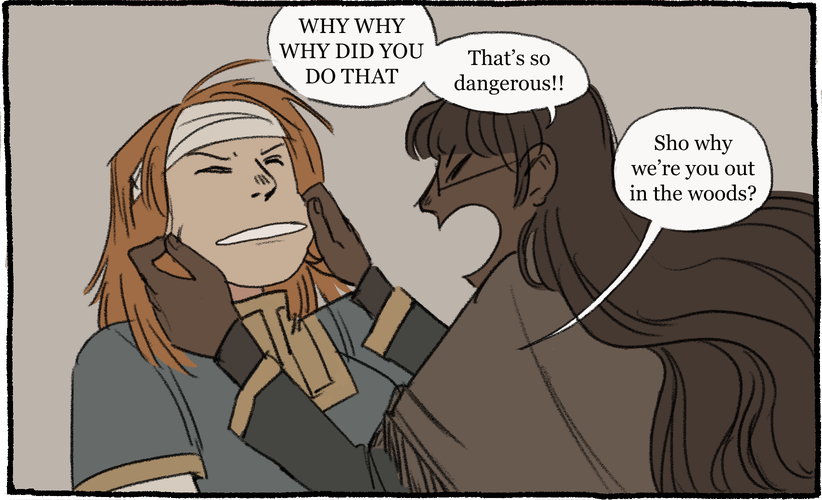 WHY WHY
WHY DID YOU
DO THAT
That's so
dangerous!!
Sho why
we're you out
in the woods?